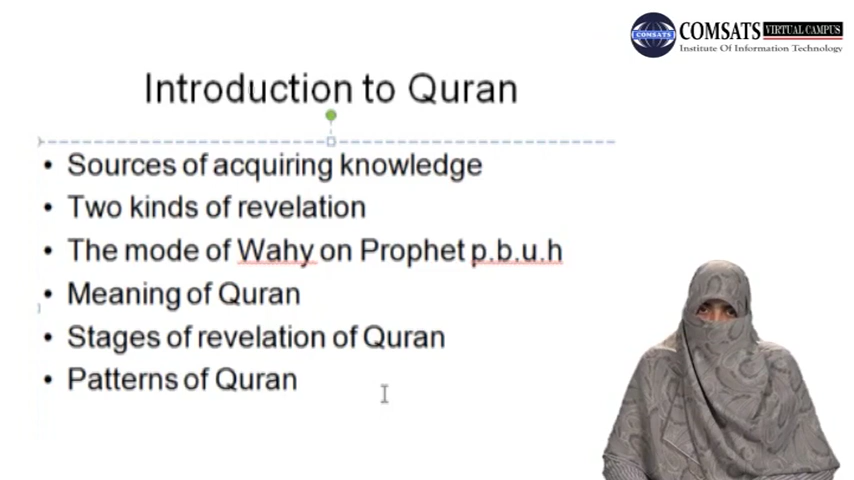 COMSATS VIRTUAL CAMPUS
COMSATS
Institute Of Information Technology
Introduction to Quran
• Sources of acquiring knowledge
• Two kinds of revelation
• The mode of Wahy on Prophet p.b.u.h
• Meaning of Quran
• Stages of revelation of Quran
• Patterns of Quran